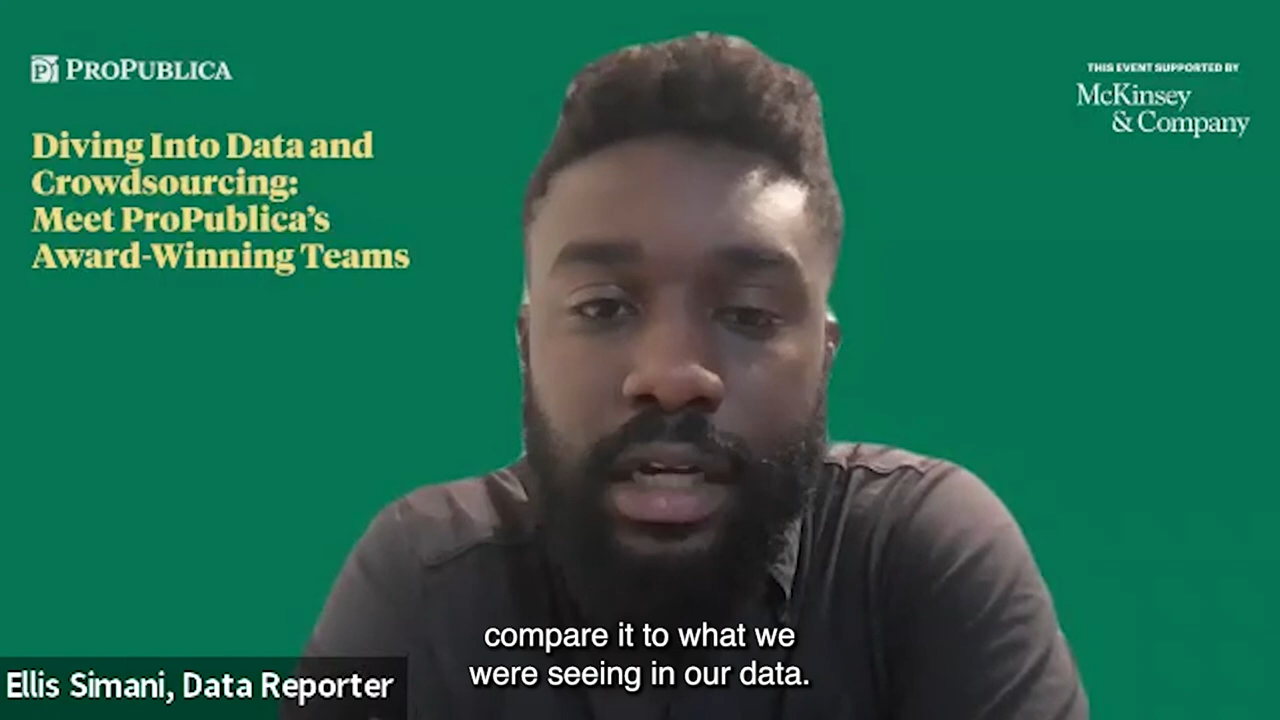 PROPUBLICA
Diving Into Data and
Crowdsourcing:
Meet ProPublica's
Award-Winning Teams
THIS EVENT SUPPORTED BY
McKinsey
& Company
compare it to what we
were seeing in our data.
Ellis Simani, Data Reporter